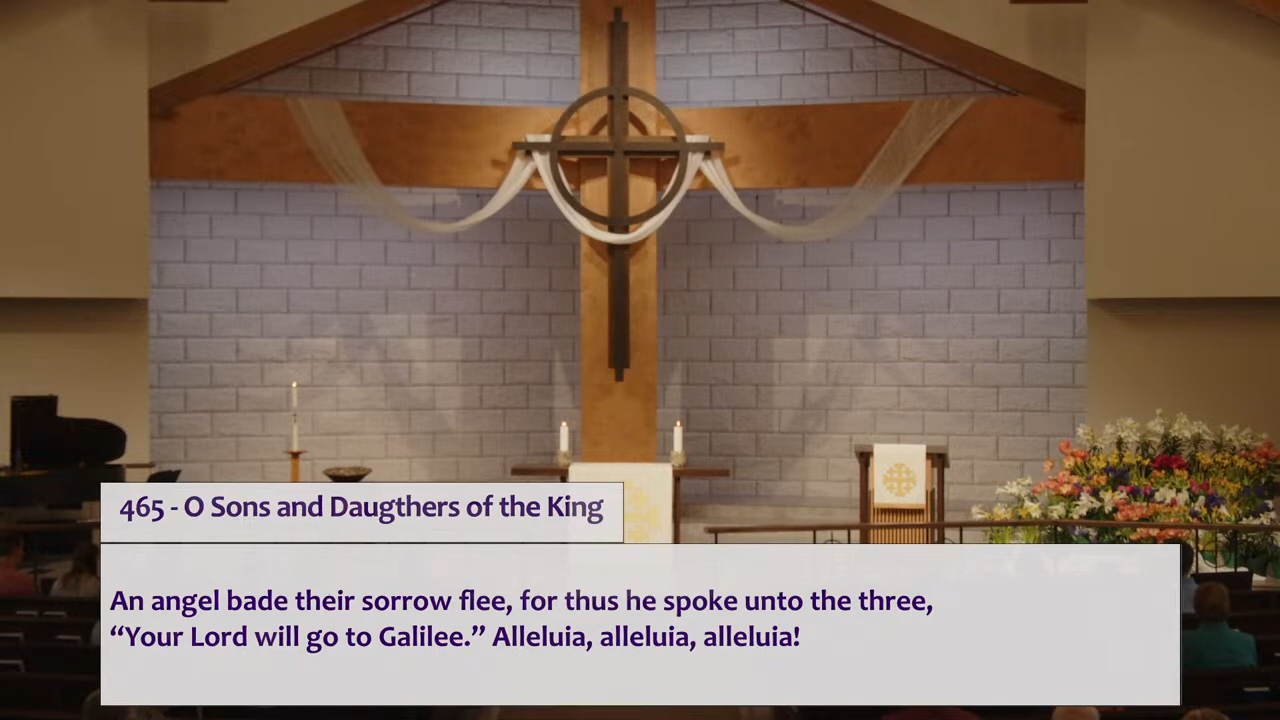 465 - O Sons and Daugthers of the King
An angel bade their sorrow flee, for thus he spoke unto the three,
“Your Lord will go to Galilee.” Alleluia, alleluia, alleluia!